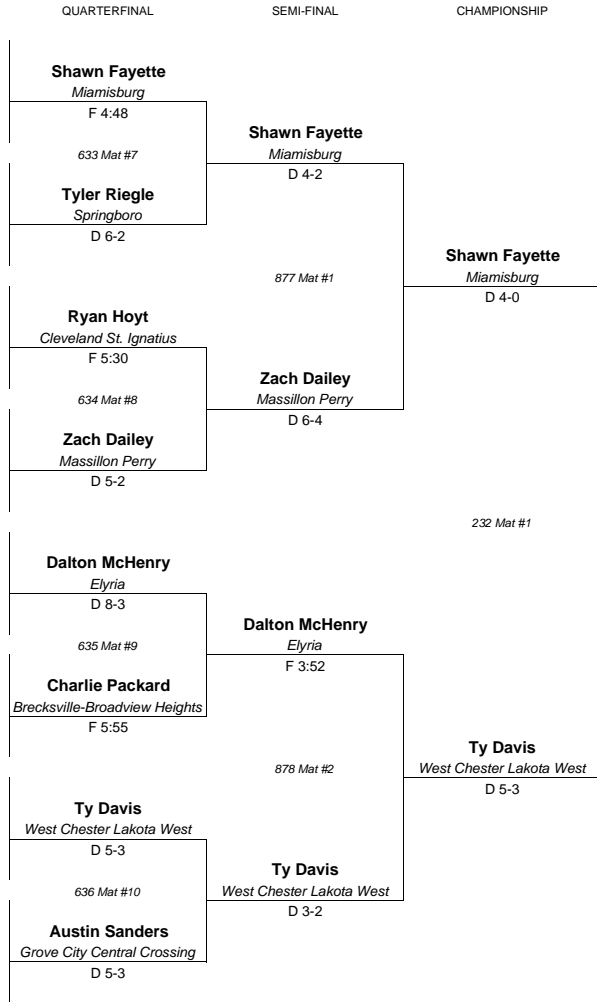 QUARTERFINAL SEMI-FINAL CHAMPIONSHIP
Shawn Fayette
Miamisburg
F 4:48
633 Mat #7
Tyler Riegle
Springboro
D 6-2
Ryan Hoyt
Cleveland St. Ignatius
F 5:30
634 Mat #8
Zach Dailey
Massillon Perry
D 5-2
Dalton McHenry
Elyria
D 8-3
635 Mat #9
Charlie Packard
Brecksville-Broadview Heights
F 5:55
Ty Davis
West Chester Lakota West
D 5-3
636 Mat #10
Austin Sanders
Grove City Central Crossing
D 5-3
Shawn Fayette
Miamisburg
D 4-2
877 Mat #1
Zach Dailey
Massillon Perry
D 6-4
Dalton McHenry
Elyria
F 3:52
878 Mat #2
Ty Davis
West Chester Lakota West
D 3-2
Shawn Fayette
Miamisburg
D 4-0
232 Mat #1
Ty Davis
West Chester Lakota West
D 5-3